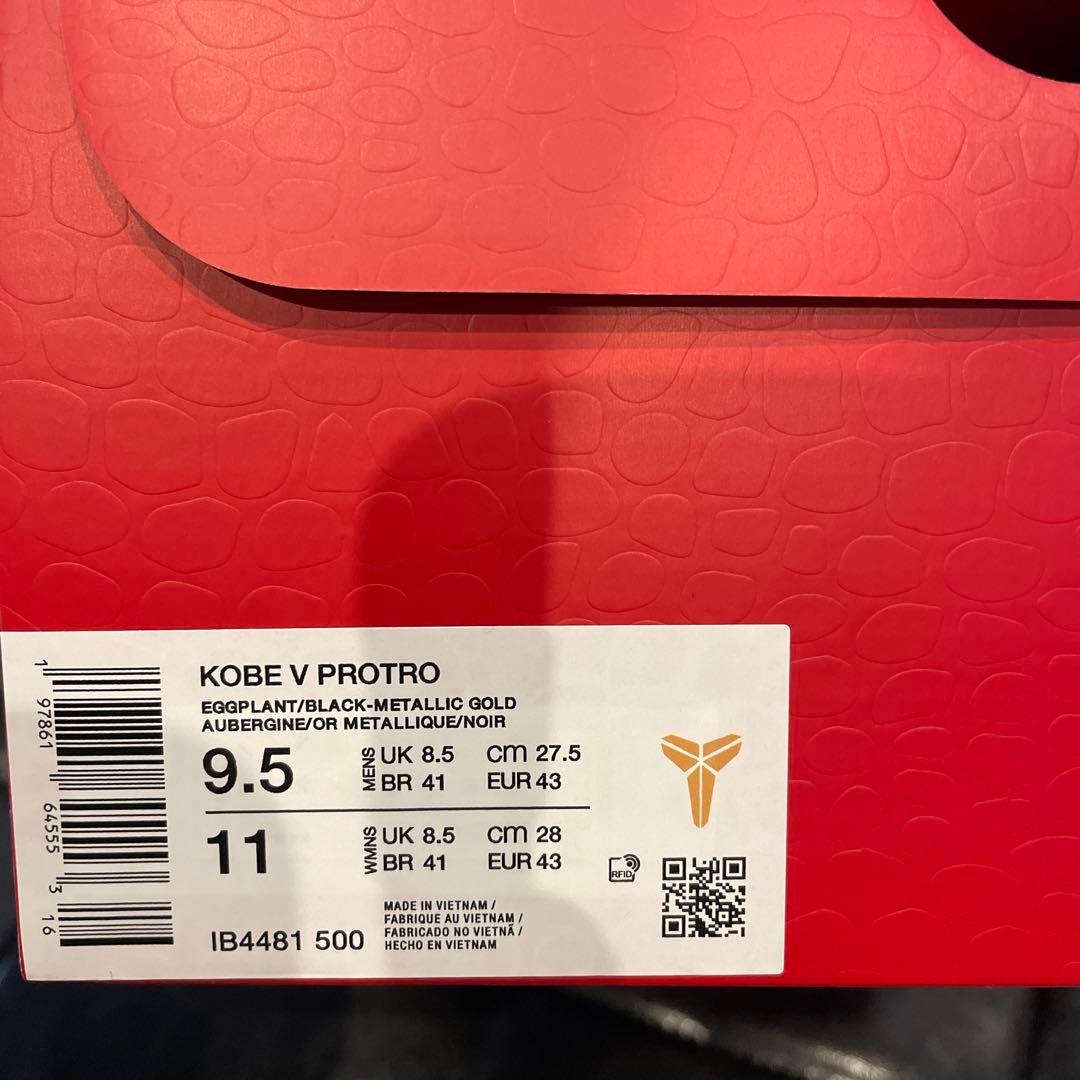 KOBE V PROTRO
EGGPLANT/BLACK-METALLIC GOLD
AUBERGINE/OR METALLIQUE/NOIR
9.5 MENS UK 8.5 CM 27.5
BR 41 EUR 43
11 WMNS UK 8.5 CM 28
BR 41 EUR 43
RFID
IB4481 500
MADE IN VIETNAM /
FABRIQUE AU VIETNAM /
FABRICADO NO VIETNÃ /
HECHO EN VIETNAM
1 97861 64555 3 16